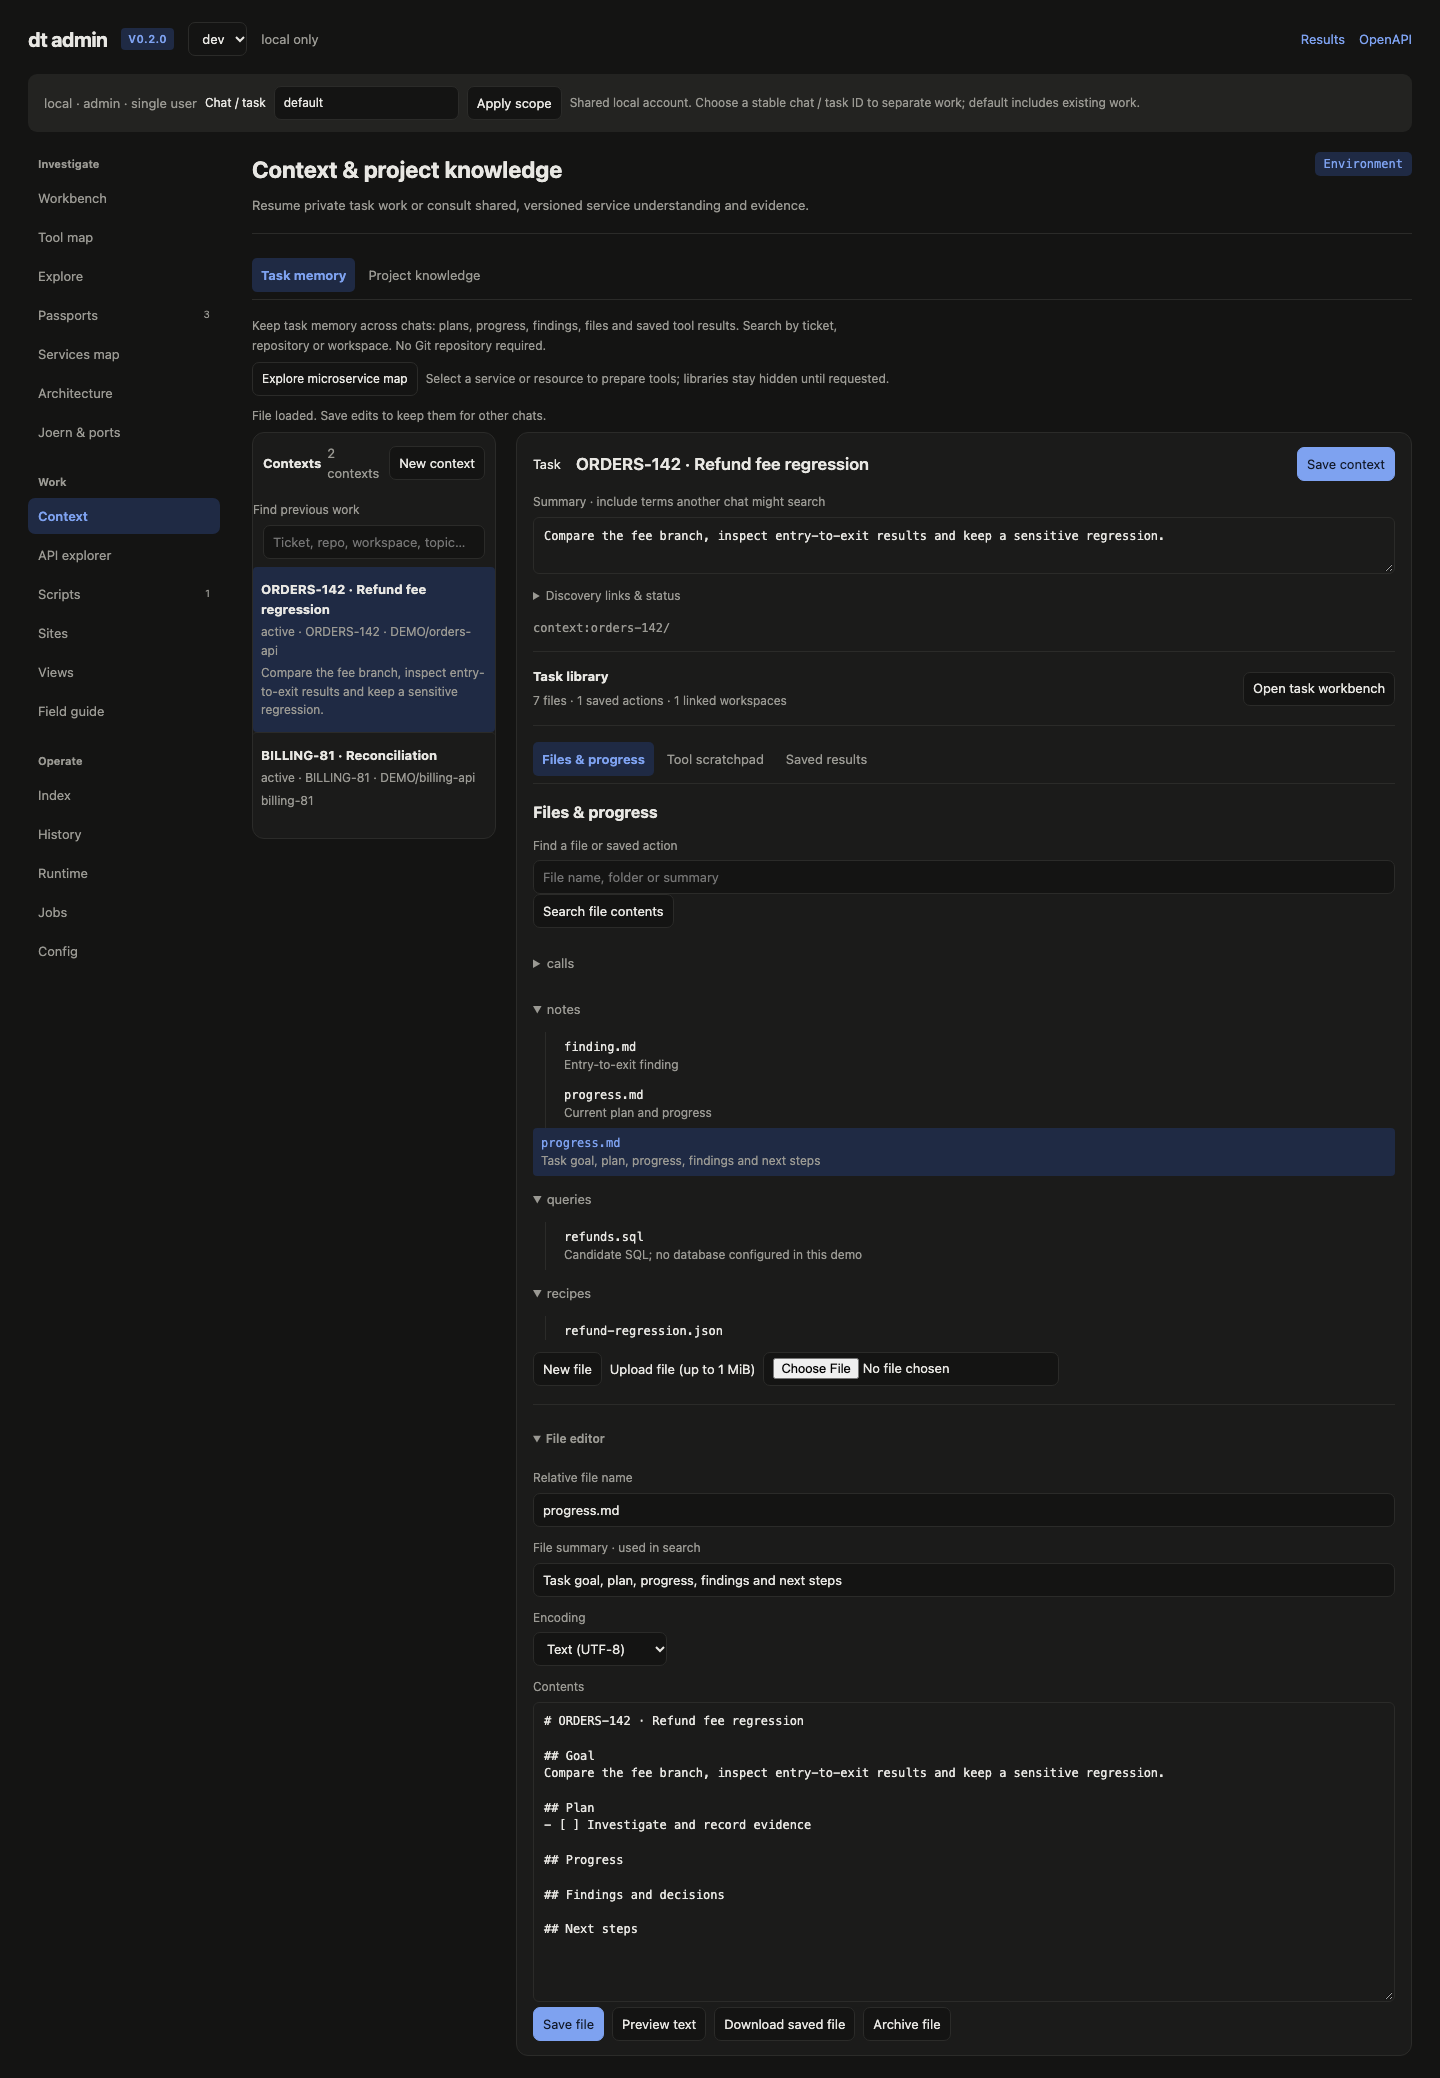 dt admin
V0.2.0
dev
local only
Results
OpenAPI
local · admin · single user
Chat / task
default
Apply scope
Shared local account. Choose a stable chat / task ID to separate work; default includes existing work.
Investigate
Workbench
Tool map
Explore
Passports
3
Services map
Architecture
Joern & ports
Work
Context
API explorer
Scripts
1
Sites
Views
Field guide
Operate
Index
History
Runtime
Jobs
Config
Context & project knowledge
Environment
Resume private task work or consult shared, versioned service understanding and evidence.
Task memory
Project knowledge
Keep task memory across chats: plans, progress, findings, files and saved tool results. Search by ticket,
repository or workspace. No Git repository required.
Explore microservice map
Select a service or resource to prepare tools; libraries stay hidden until requested.
File loaded. Save edits to keep them for other chats.
Contexts
2
contexts
New context
Find previous work
Ticket, repo, workspace, topic...
ORDERS-142 · Refund fee
regression
active · ORDERS-142 · DEMO/orders-
api
Compare the fee branch, inspect entry-
to-exit results and keep a sensitive
regression.
BILLING-81 · Reconciliation
active · BILLING-81 · DEMO/billing-api
billing-81
Task
ORDERS-142 · Refund fee regression
Save context
Summary · include terms another chat might search
Compare the fee branch, inspect entry-to-exit results and keep a sensitive regression.
Discovery links & status
context:orders-142/
Task library
7 files · 1 saved actions · 1 linked workspaces
Open task workbench
Files & progress
Tool scratchpad
Saved results
Files & progress
Find a file or saved action
File name, folder or summary
Search file contents
calls
notes
finding.md
Entry-to-exit finding
progress.md
Current plan and progress
progress.md
Task goal, plan, progress, findings and next steps
queries
refunds.sql
Candidate SQL; no database configured in this demo
recipes
refund-regression.json
New file
Upload file (up to 1 MiB)
Choose File
No file chosen
File editor
Relative file name
progress.md
File summary · used in search
Task goal, plan, progress, findings and next steps
Encoding
Text (UTF-8)
Contents
# ORDERS-142 · Refund fee regression
## Goal
Compare the fee branch, inspect entry-to-exit results and keep a sensitive regression.
## Plan
- [ ] Investigate and record evidence
## Progress
## Findings and decisions
## Next steps
Save file
Preview text
Download saved file
Archive file